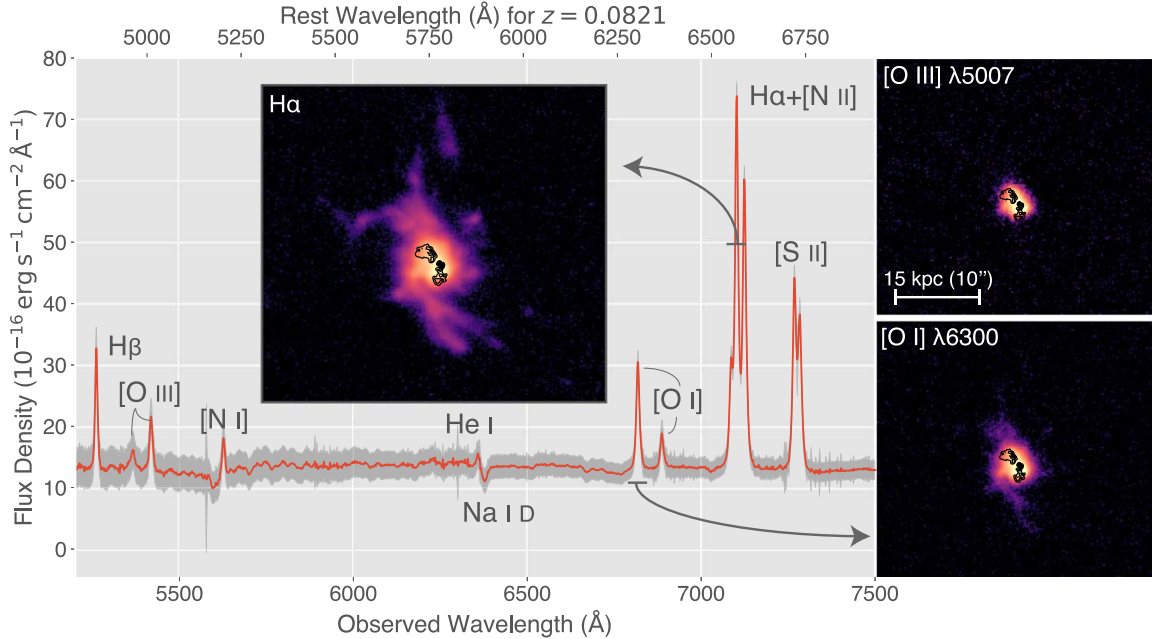 Rest Wavelength (Å) for z = 0.0821
5000 5250 5500 5750 6000 6250 6500 6750
80
70
60
50
40
30
20
10
0
Flux Density (10⁻¹⁶ erg s⁻¹ cm⁻² Å⁻¹)
Hα
Hα+[N II]
[S II]
Hβ
[O III]
[N I]
He I
Na I D
[O I]
[O III] λ5007
15 kpc (10”)
[O I] λ6300
5500 6000 6500 7000 7500
Observed Wavelength (Å)